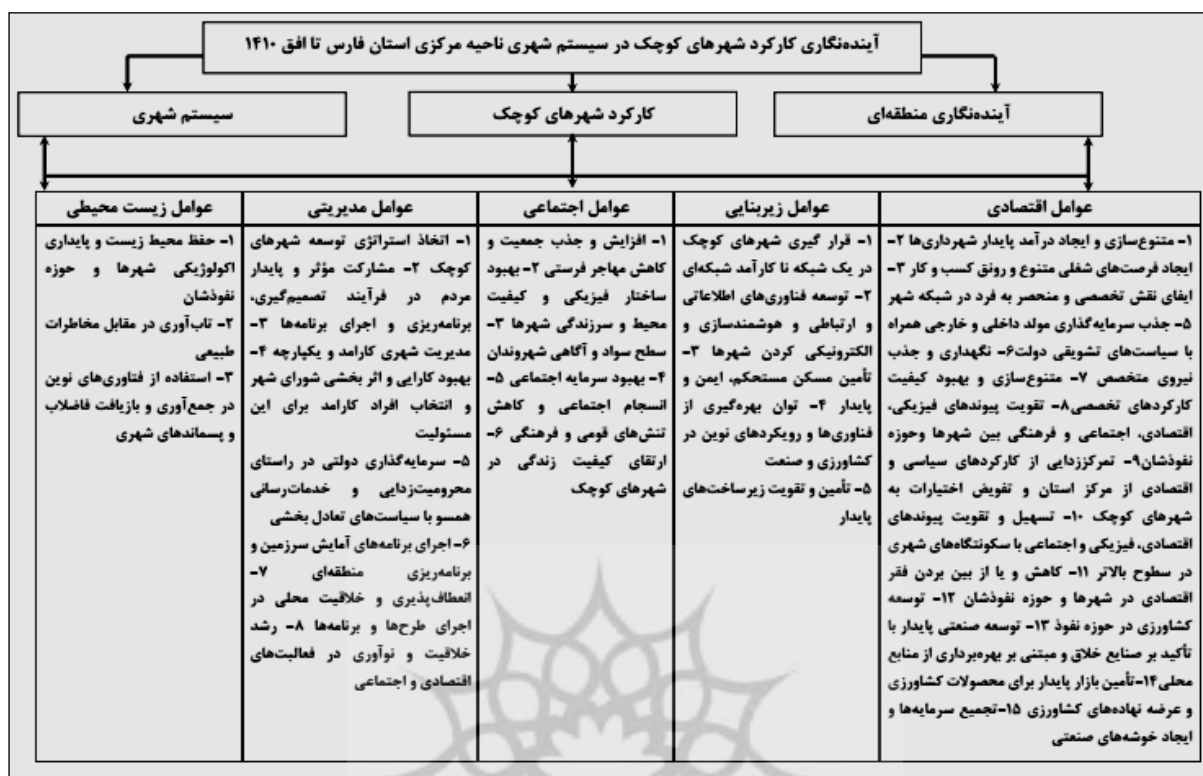 آینده‌نگاری کارکرد شهرهای کوچک در سیستم شهری ناحیه مرکزی استان فارس تا افق ۱۴۱۰
آینده‌نگاری منطقه‌ای
کارکرد شهرهای کوچک
سیستم شهری
عوامل اقتصادی
۱- متنوع‌سازی و ایجاد درآمد پایدار شهرداری‌ها ۲-
ایجاد فرصت‌های شغلی متنوع و رونق کسب و کار ۳-
ایفای نقش تخصصی و منحصر به فرد در شبکه شهر
۵- جذب سرمایه‌گذاری مولد داخلی و خارجی همراه
با سیاست‌های تشویقی دولت۶- نگهداری و جذب
نیروی متخصص ۷- متنوع‌سازی و بهبود کیفیت
کارکردهای تخصصی۸- تقویت پیوندهای فیزیکی،
اقتصادی، اجتماعی و فرهنگی بین شهرها وحوزه
نفوذشان۹- تمرکززدایی از کارکردهای سیاسی و
اقتصادی از مرکز استان و تفویض اختیارات به
شهرهای کوچک ۱۰- تسهیل و تقویت پیوندهای
اقتصادی، فیزیکی و اجتماعی با سکونتگاه‌های شهری
در سطوح بالاتر ۱۱- کاهش و یا از بین بردن فقر
اقتصادی در شهرها و حوزه نفوذشان ۱۲- توسعه
کشاورزی در حوزه نفوذ ۱۳- توسعه صنعتی پایدار با
تأکید بر صنایع خلاق و مبتنی بر بهره‌برداری از منابع
محلی۱۴-تأمین بازار پایدار برای محصولات کشاورزی
و عرضه نهاده‌های کشاورزی ۱۵-تجمیع سرمایه‌ها و
ایجاد خوشه‌های صنعتی
عوامل زیربنایی
۱- قرار گیری شهرهای کوچک
در یک شبکه تا کارآمد شبکه‌ای
۲- توسعه فناوری‌های اطلاعاتی
و ارتباطی و هوشمندسازی و
الکترونیکی کردن شهرها ۳-
تأمین مسکن مستحکم، ایمن و
پایدار ۴- توان بهره‌گیری از
فناوری‌ها و رویکردهای نوین در
کشاورزی و صنعت
۵- تأمین و تقویت زیرساخت‌های
پایدار
عوامل اجتماعی
۱- افزایش و جذب جمعیت و
کاهش مهاجر فرستی ۲- بهبود
ساختار فیزیکی و کیفیت
محیط و سرزندگی شهرها ۳-
سطح سواد و آگاهی شهروندان
۴- بهبود سرمایه اجتماعی ۵-
انسجام اجتماعی و کاهش
تنش‌های قومی و فرهنگی ۶-
ارتقای کیفیت زندگی در
شهرهای کوچک
عوامل مدیریتی
۱- اتخاذ استراتژی توسعه شهرهای
کوچک ۲- مشارکت مؤثر و پایدار
مردم در فرآیند تصمیم‌گیری،
برنامه‌ریزی و اجرای برنامه‌ها ۳-
مدیریت شهری کارامد و یکپارچه ۴-
بهبود کارایی و اثر بخشی شورای شهر
و انتخاب افراد کارامد برای این
مسئولیت
۵- سرمایه‌گذاری دولتی در راستای
محرومیت‌زدایی و خدمات‌رسانی
همسو با سیاست‌های تعادل بخشی
۶- اجرای برنامه‌های آمایش سرزمین و
برنامه‌ریزی منطقه‌ای ۷-
انعطاف‌پذیری و خلاقیت محلی در
اجرای طرح‌ها و برنامه‌ها ۸- رشد
خلاقیت و نوآوری در فعالیت‌های
اقتصادی و اجتماعی
عوامل زیست محیطی
۱- حفظ محیط زیست و پایداری
اکولوژیکی شهرها و حوزه
نفوذشان
۲- تاب‌آوری در مقابل مخاطرات
طبیعی
۳- استفاده از فناوری‌های نوین
در جمع‌آوری و بازیافت فاضلاب
و پسماندهای شهری